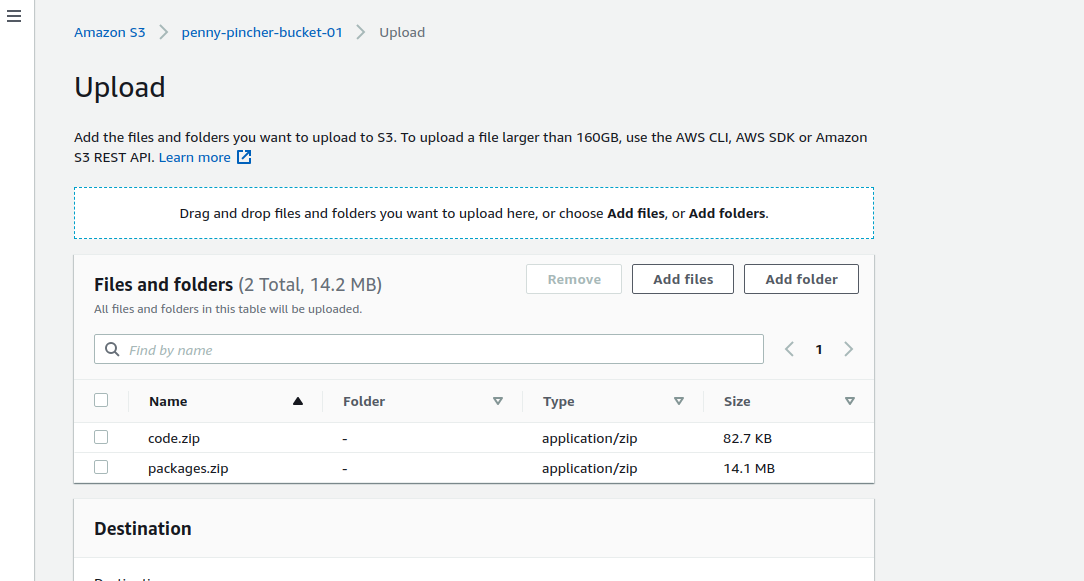 Amazon S3 > penny-pincher-bucket-01 > Upload
Upload
Add the files and folders you want to upload to S3. To upload a file larger than 160GB, use the AWS CLI, AWS SDK or Amazon
S3 REST API. Learn more
Drag and drop files and folders you want to upload here, or choose Add files, or Add folders.
Files and folders (2 Total, 14.2 MB) Remove Add files Add folder
All files and folders in this table will be uploaded.
Find by name 1
Name Folder Type Size
code.zip - application/zip 82.7 KB
packages.zip - application/zip 14.1 MB
Destination